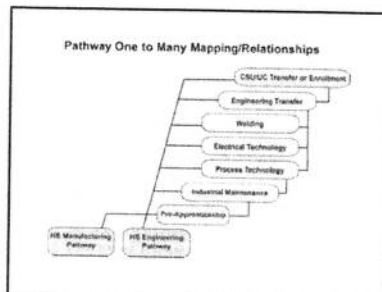 Pathway One to Many Mapping/Relationships
CSU/UC Transfer or Enrollment
Engineering Transfer
Welding
Electrical Technology
Process Technology
Industrial Maintenance
Pre-Apprenticeship
HS Manufacturing
Pathway
HS Engineering
Pathway